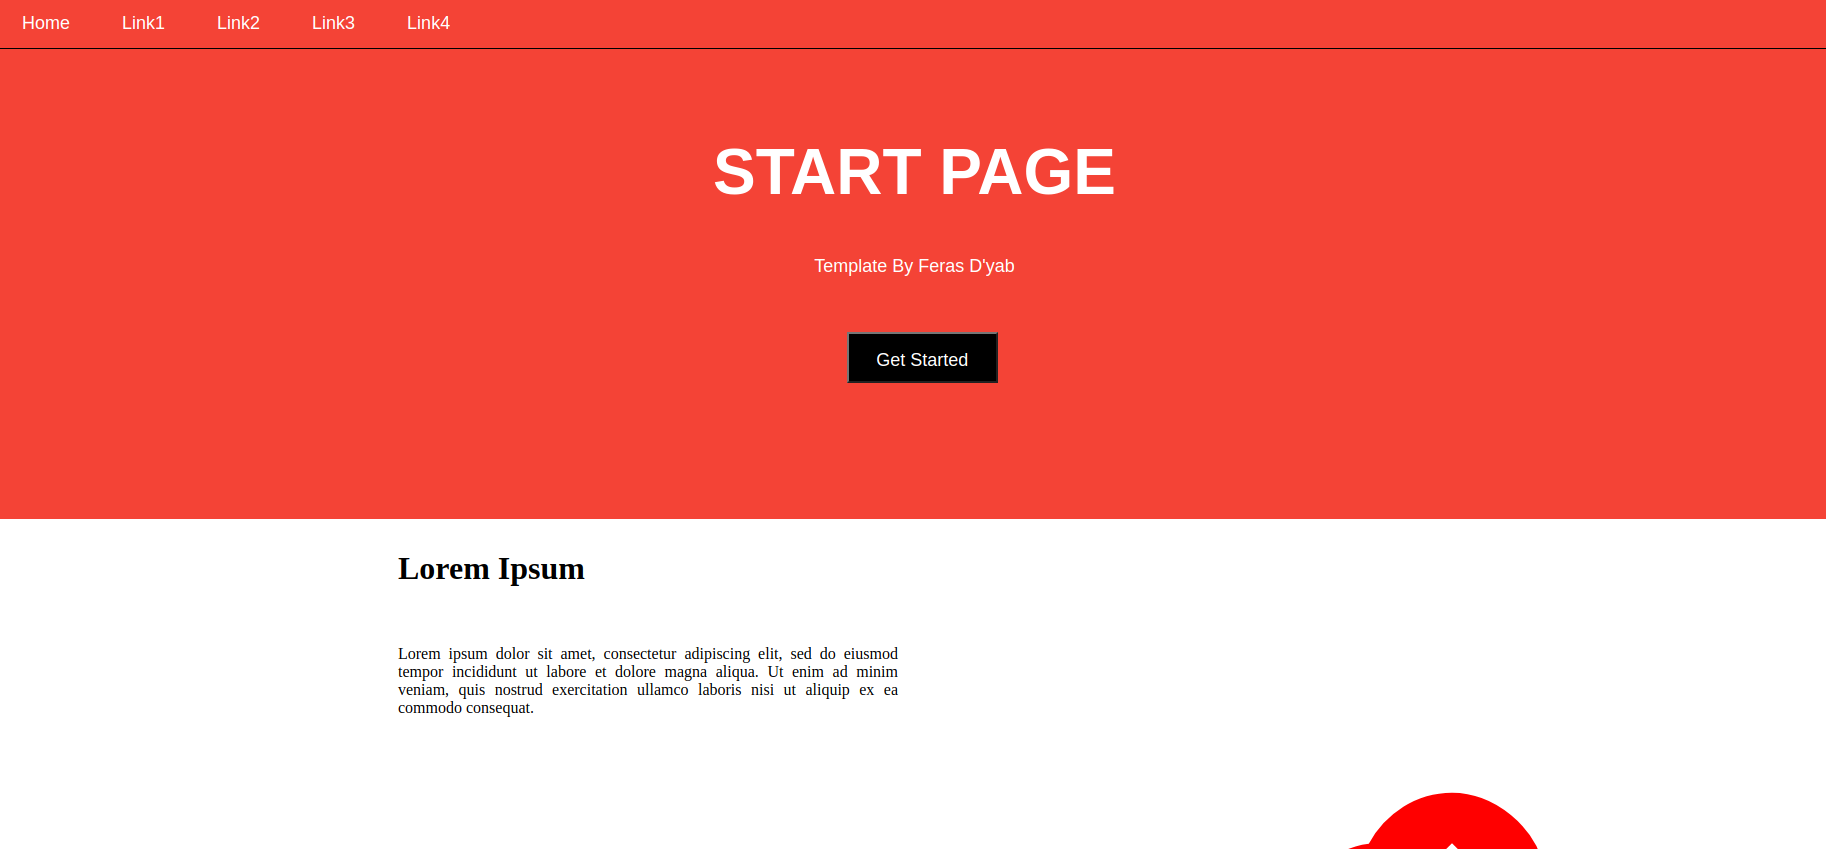 Home Link1 Link2 Link3 Link4
START PAGE
Template By Feras D'yab
Get Started
Lorem Ipsum
Lorem ipsum dolor sit amet, consectetur adipiscing elit, sed do eiusmod
tempor incididunt ut labore et dolore magna aliqua. Ut enim ad minim
veniam, quis nostrud exercitation ullamco laboris nisi ut aliquip ex ea
commodo consequat.